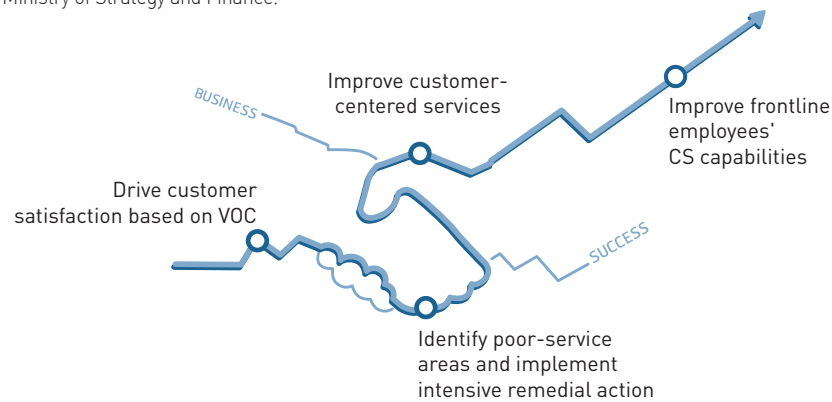 Ministry of Strategy and Finance.
BUSINESS
Improve customer-
centered services
Improve frontline
employees'
CS capabilities
Drive customer
satisfaction based on VOC
SUCCESS
Identify poor-service
areas and implement
intensive remedial action